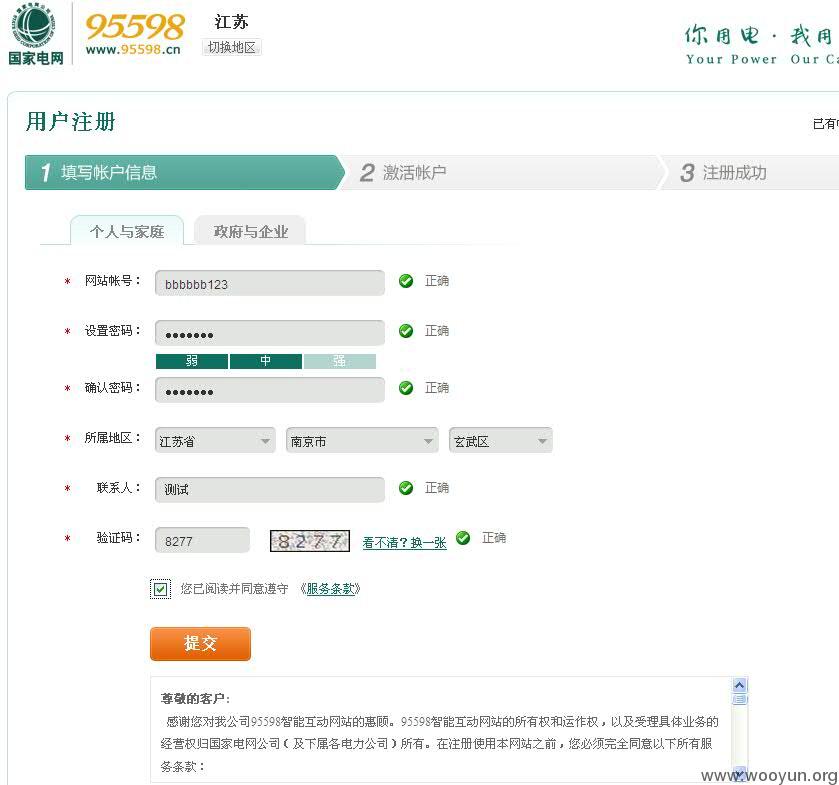 国家电网
95598
www.95598.cn
江苏
切换地区
你用电·我用
Your Power Our Ca
用户注册
已有
1 填写帐户信息
2 激活帐户
3 注册成功
个人与家庭
政府与企业
* 网站帐号： bbbbbb123 正确
* 设置密码： ●●●●●●● 正确
弱 中 强
* 确认密码： ●●●●●●● 正确
* 所属地区： 江苏省 南京市 玄武区
* 联系人： 测试 正确
* 验证码： 8277 8277 看不清？换一张 正确
您已阅读并同意遵守 《服务条款》
提交
尊敬的客户:
感谢您对我公司95598智能互动网站的惠顾。95598智能互动网站的所有权和运作权，以及受理具体业务的
经营权归国家电网公司（及下属各电力公司）所有。在注册使用本网站之前，您必须完全同意以下所有服
务条款：
www.wooyun.org